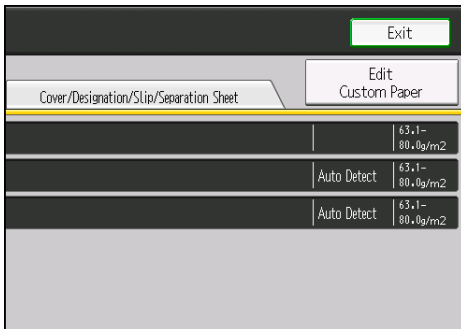 Exit
Edit
Custom Paper
Cover/Designation/Slip/Separation Sheet
63.1-
80.0g/m2
Auto Detect
63.1-
80.0g/m2
Auto Detect
63.1-
80.0g/m2